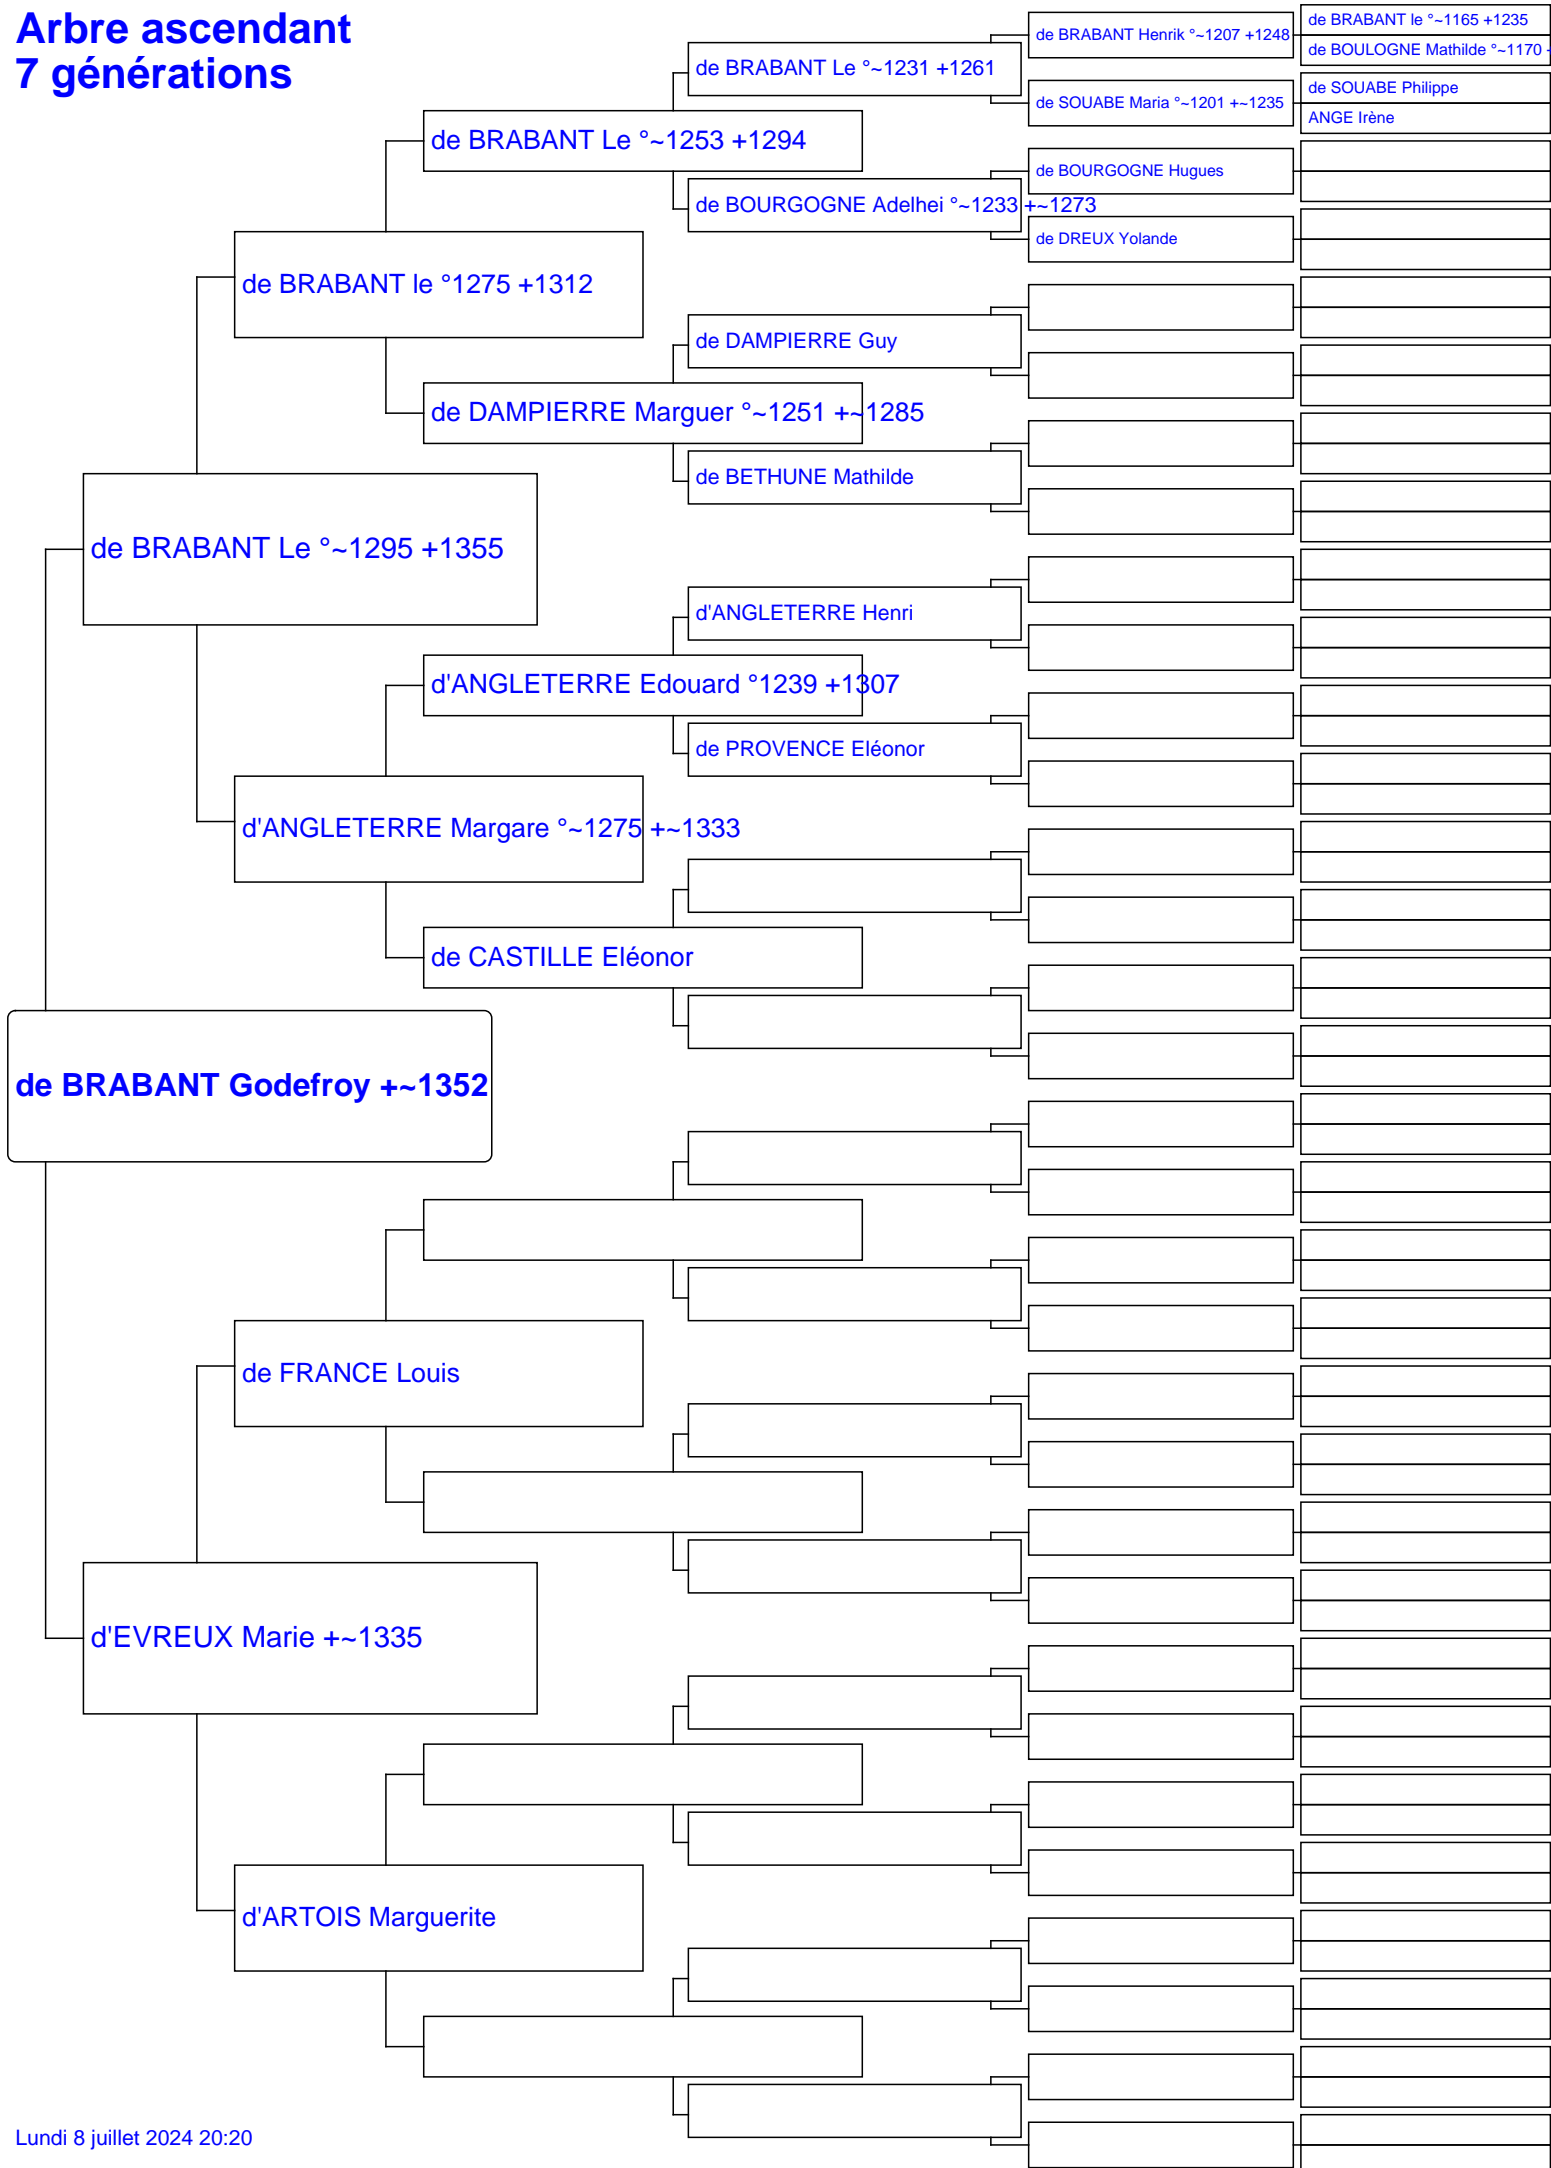 Arbre ascendant
7 générations
de BRABANT le °~1165 +1235
de BRABANT Henrik °~1207 +1248
de BOULOGNE Mathilde °~1170 +
de BRABANT Le °~1231 +1261
de SOUABE Philippe
de SOUABE Maria °~1201 +~1235
ANGE Irène
de BRABANT Le °~1253 +1294
de BOURGOGNE Hugues
de BOURGOGNE Adelhei °~1233 +~1273
de DREUX Yolande
de BRABANT le °1275 +1312
de DAMPIERRE Guy
de DAMPIERRE Marguer °~1251 +~1285
de BETHUNE Mathilde
de BRABANT Le °~1295 +1355
d'ANGLETERRE Henri
d'ANGLETERRE Edouard °1239 +1307
de PROVENCE Eléonor
d'ANGLETERRE Margare °~1275 +~1333
de CASTILLE Eléonor
de BRABANT Godefroy +~1352
de FRANCE Louis
d'EVREUX Marie +~1335
d'ARTOIS Marguerite
Lundi 8 juillet 2024 20:20